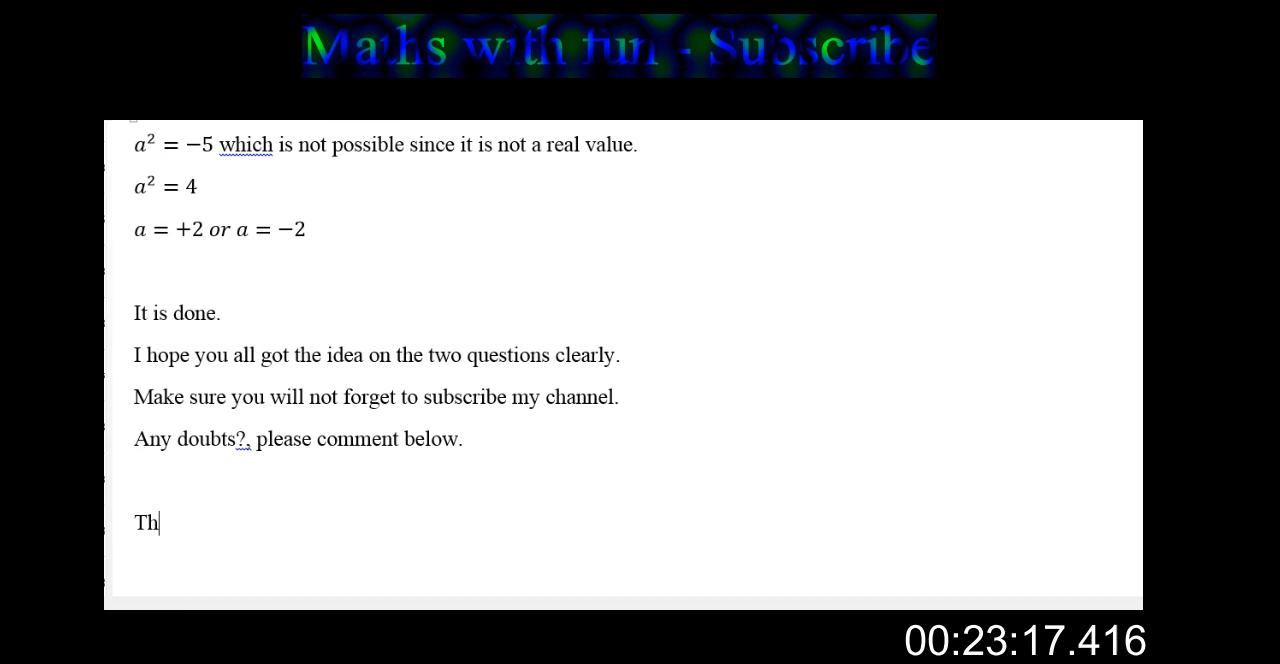 Maths with fun - Subscribe
a² = −5 which is not possible since it is not a real value.
a² = 4
a = +2 or a = −2
It is done.
I hope you all got the idea on the two questions clearly.
Make sure you will not forget to subscribe my channel.
Any doubts?, please comment below.
Th
00:23:17.416